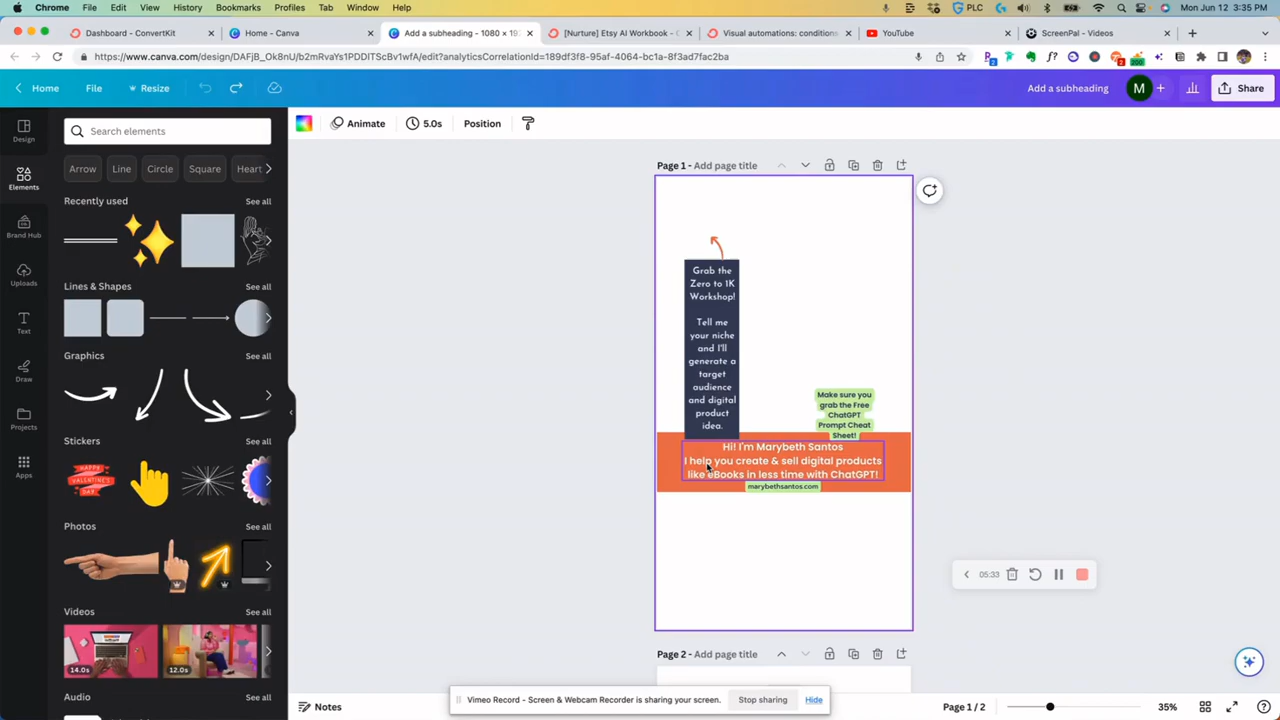 Chrome File Edit View History Bookmarks Profiles Tab Window Help
PLC
Mon Jun 12 3:35 PM
Dashboard - ConvertKit
Home - Canva
Add a subheading - 1080 × 19
[Nurture] Etsy AI Workbook -
Visual automations: conditions
YouTube
ScreenPal - Videos
https://www.canva.com/design/DAFjB_Ok8nU/b2mRvaYs1PDTScBv1wfA/edit?analyticsCorrelationId=189df3f8-95af-4064-bc1a-8f3ad7fac2ba
200
Home
File
Resize
Add a subheading
M
Share
Design
Elements
Brand Hub
Uploads
Text
Draw
Projects
Apps
Search elements
Arrow
Line
Circle
Square
Heart
Recently used
See all
Lines & Shapes
See all
Graphics
See all
Stickers
See all
HAPPY
VALENTINE'S
DAY
Photos
See all
Videos
See all
14.0s
12.0s
Audio
See all
Animate
5.0s
Position
Page 1 - Add page title
Grab the
Zero to 1K
Workshop!
Tell me
your niche
and I'll
generate a
target
audience
and digital
product
idea.
Make sure you
grab the Free
ChatGPT
Prompt Cheat
Sheet!
Hi! I'm Marybeth Santos
I help you create & sell digital products
like eBooks in less time with ChatGPT!
marybethsantos.com
05:33
Page 2 - Add page title
Vimeo Record - Screen & Webcam Recorder is sharing your screen.
Stop sharing
Hide
Notes
Page 1 / 2
35%